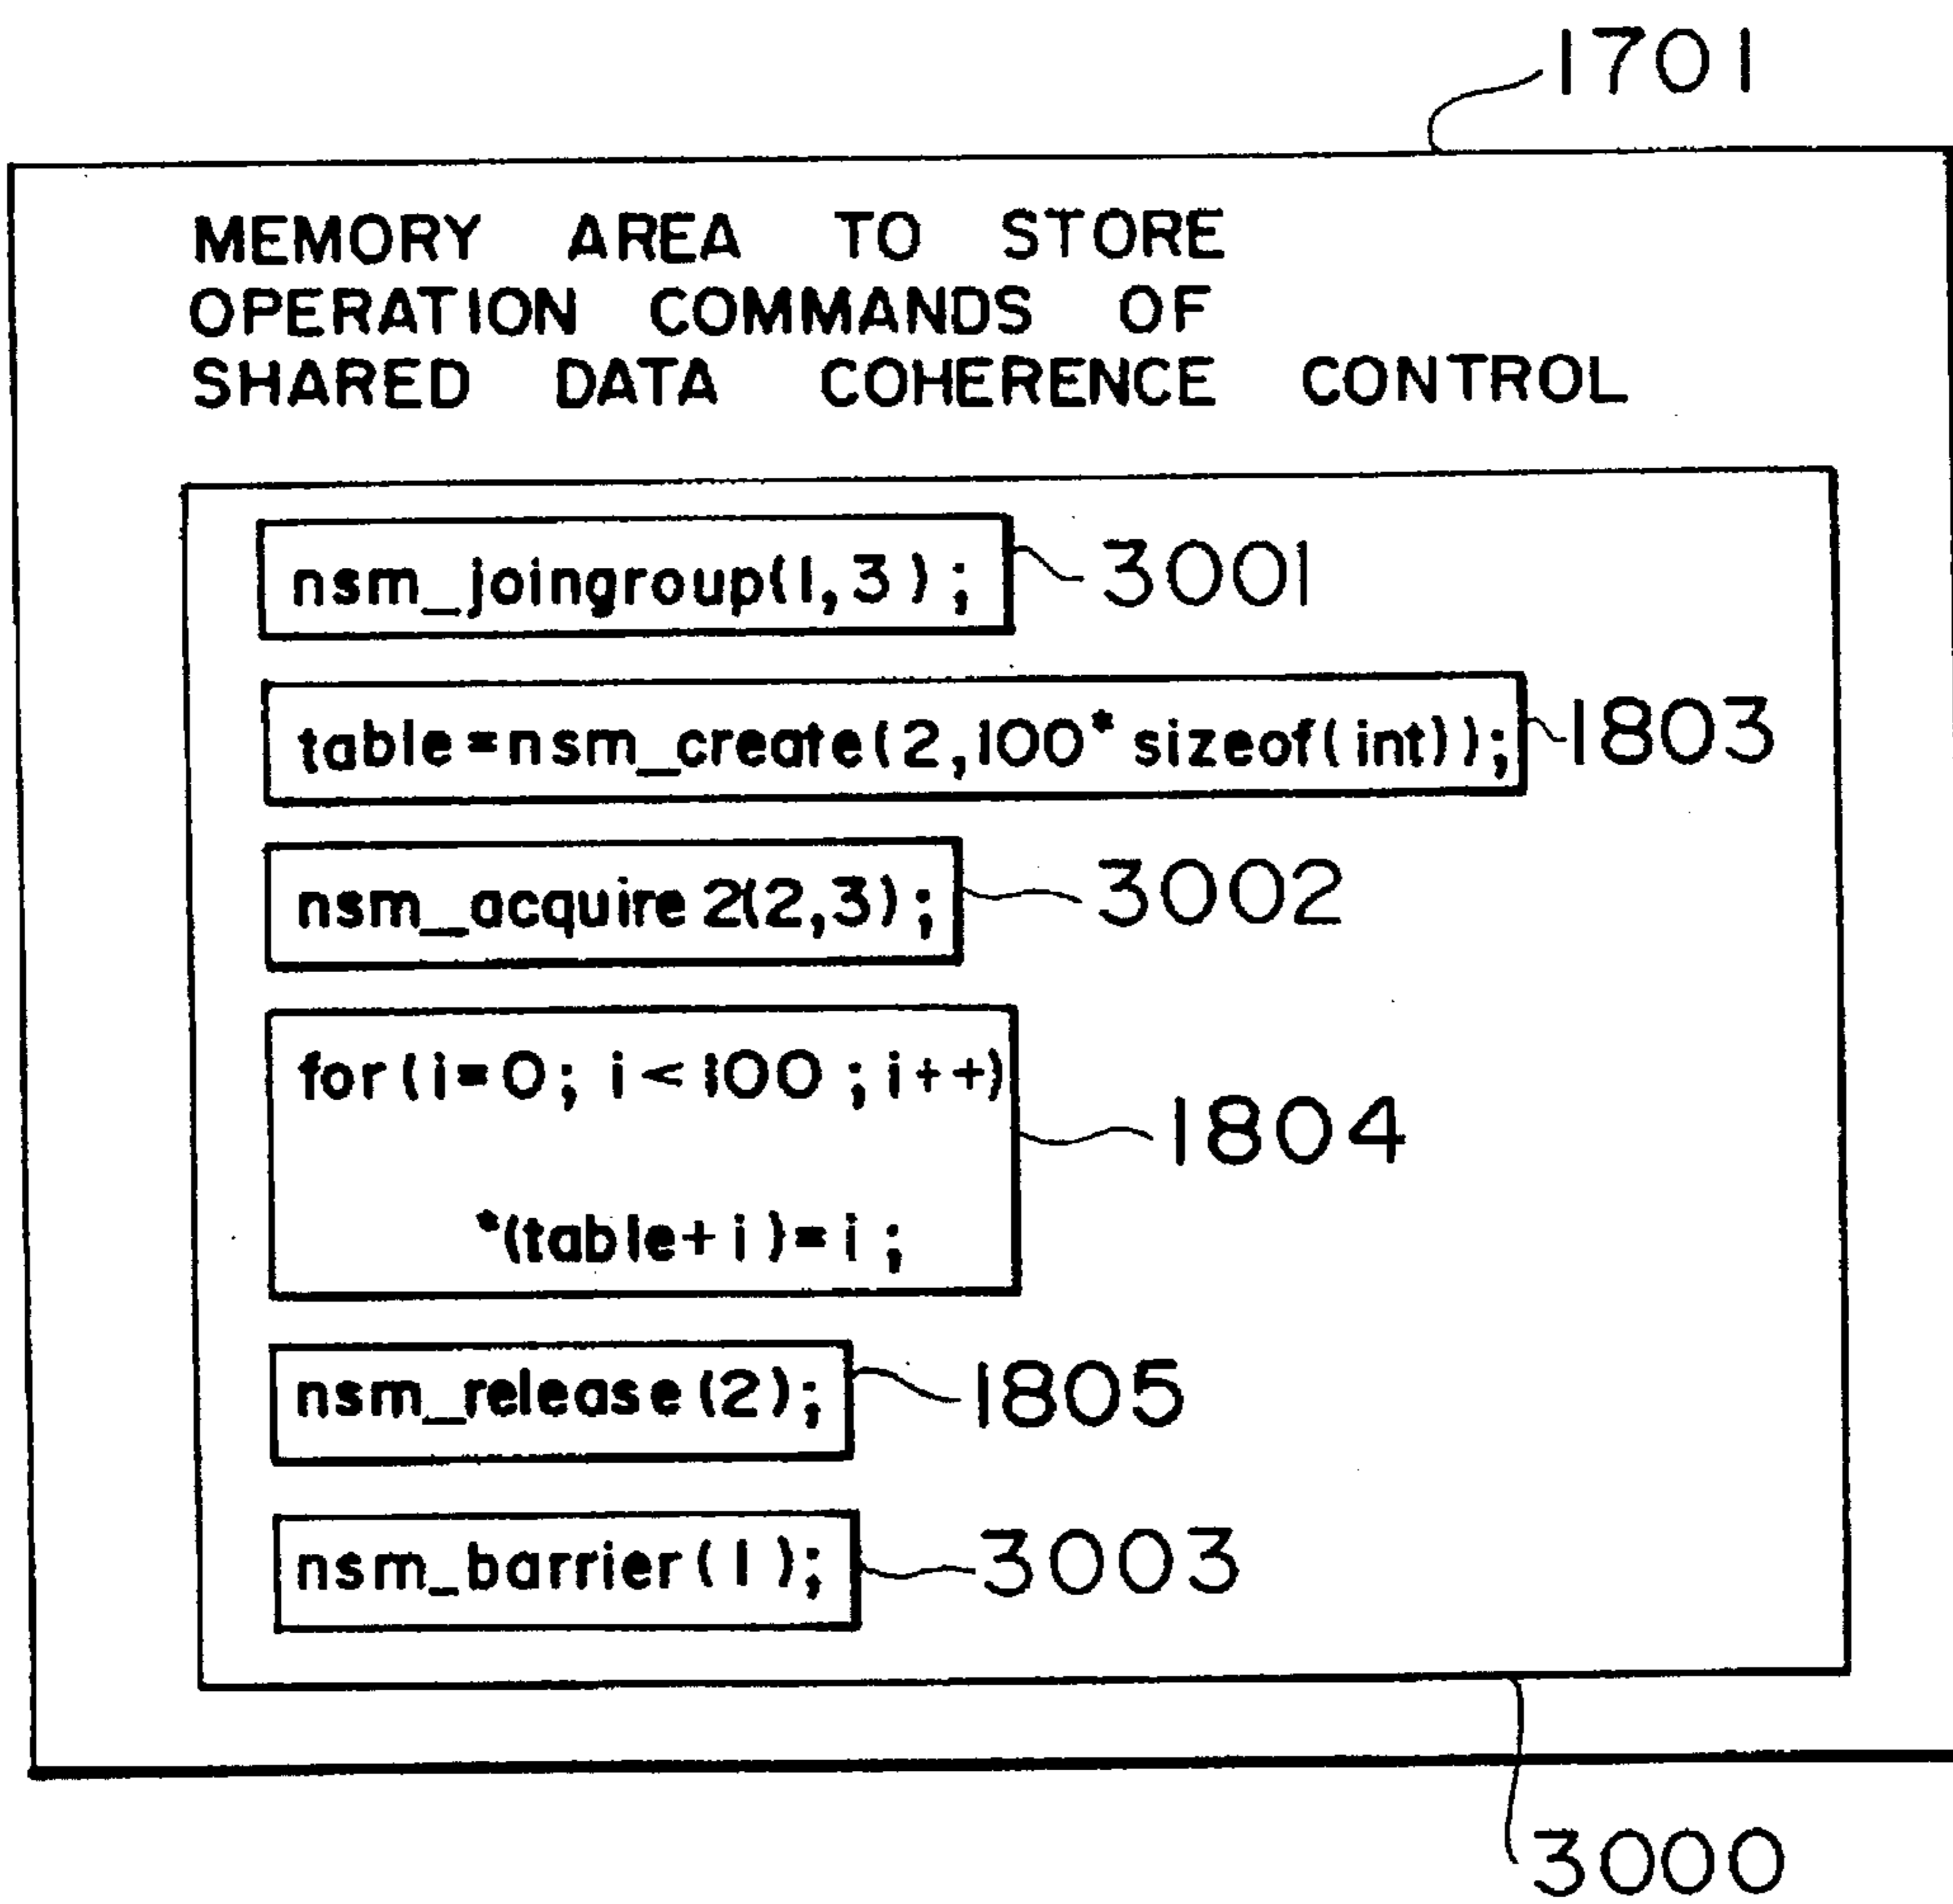 1701
MEMORY AREA TO STORE
OPERATION COMMANDS OF
SHARED DATA COHERENCE CONTROL
nsm_joingroup(1,3); 3001
table=nsm_create(2,100*sizeof(int)); 1803
nsm_acquire2(2,3); 3002
for(i=0; i<100;i++)
1804
*(table+i)=i;
nsm_release(2); 1805
nsm_barrier(1); 3003
3000